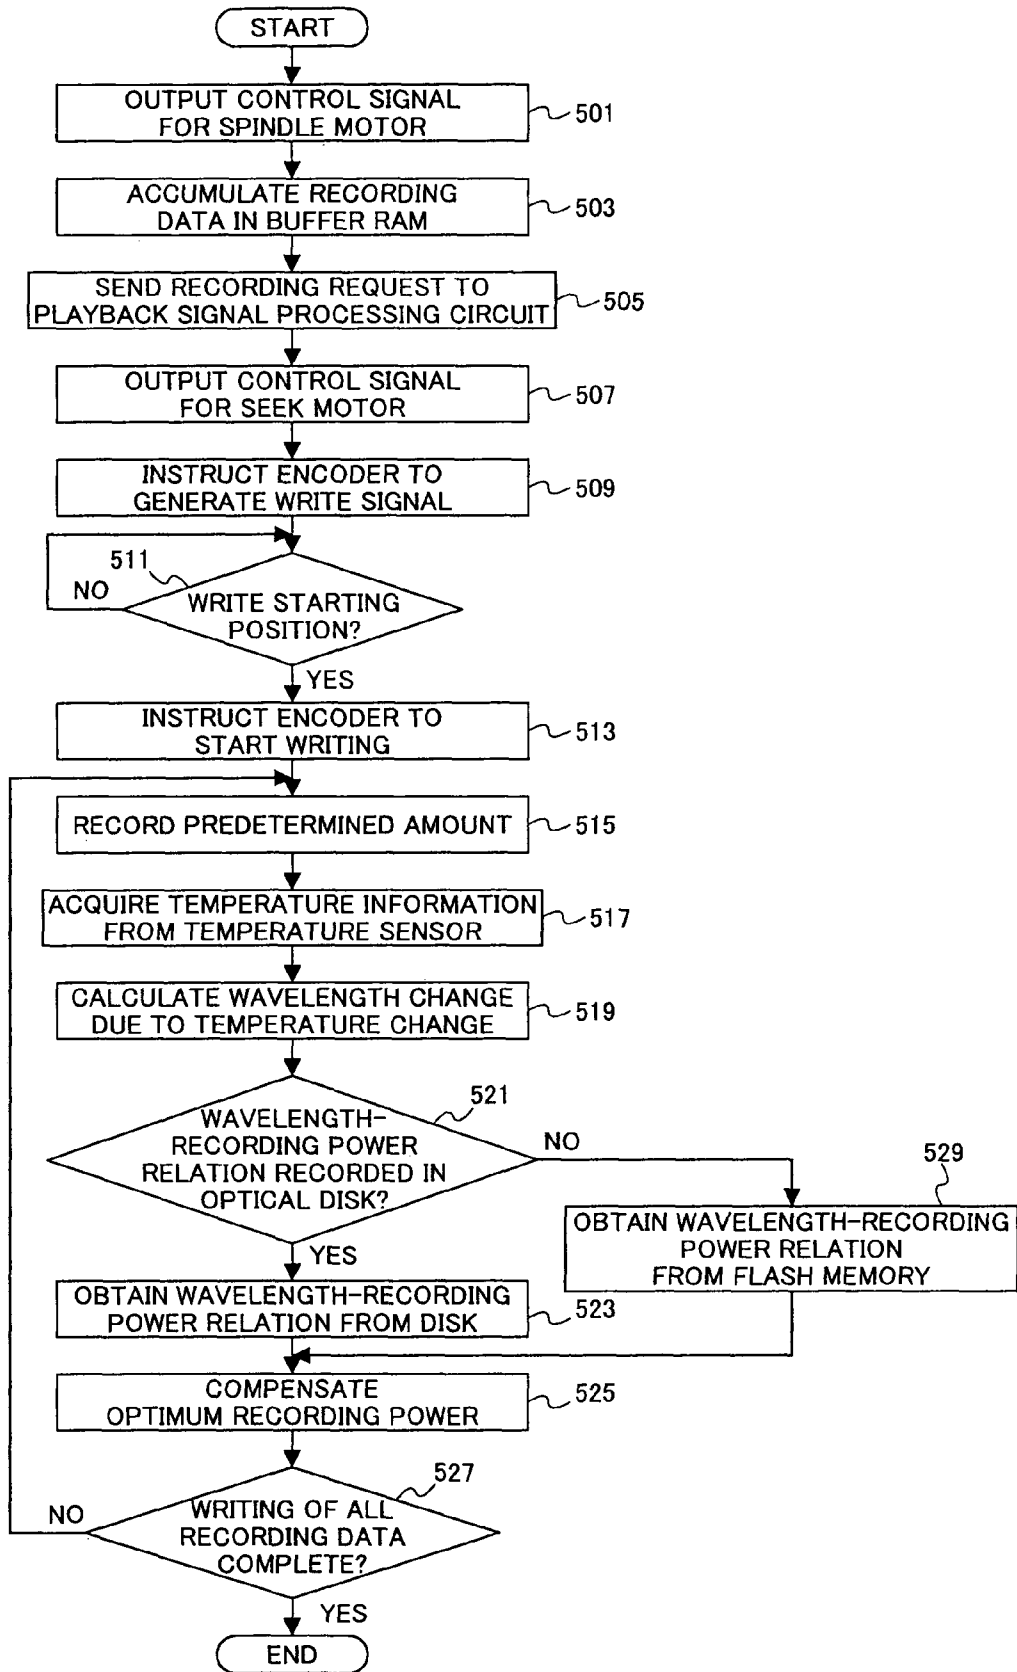 START
OUTPUT CONTROL SIGNAL
FOR SPINDLE MOTOR
501
ACCUMULATE RECORDING
DATA IN BUFFER RAM
503
SEND RECORDING REQUEST TO
PLAYBACK SIGNAL PROCESSING CIRCUIT
505
OUTPUT CONTROL SIGNAL
FOR SEEK MOTOR
507
INSTRUCT ENCODER TO
GENERATE WRITE SIGNAL
509
511
NO
WRITE STARTING
POSITION?
YES
INSTRUCT ENCODER TO
START WRITING
513
RECORD PREDETERMINED AMOUNT
515
ACQUIRE TEMPERATURE INFORMATION
FROM TEMPERATURE SENSOR
517
CALCULATE WAVELENGTH CHANGE
DUE TO TEMPERATURE CHANGE
519
521
WAVELENGTH-
RECORDING POWER
RELATION RECORDED IN
OPTICAL DISK?
NO
YES
529
OBTAIN WAVELENGTH-RECORDING
POWER RELATION
FROM FLASH MEMORY
OBTAIN WAVELENGTH-RECORDING
POWER RELATION FROM DISK
523
COMPENSATE
OPTIMUM RECORDING POWER
525
527
NO
WRITING OF ALL
RECORDING DATA
COMPLETE?
YES
END